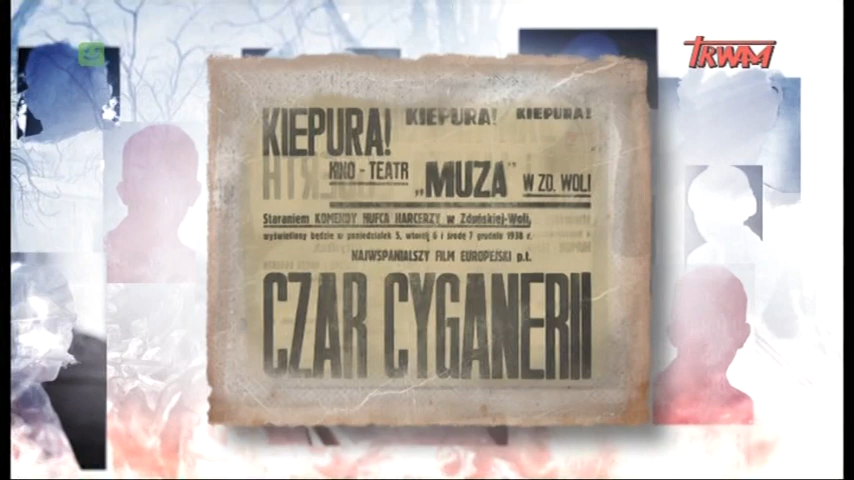 TRWAM
KIEPURA! KIEPURA! KIEPURA!
KINO - TEATR „MUZA” W ZD. WOLI
Staraniem KOMENDY HUFCA HARCERZY w Zduńskiej-Woli,
wyświetlony będzie w poniedziałek 5, wtorek 6 i środę 7 grudnia 1938 r.
NAJWSPANIALSZY FILM EUROPEJSKI p.t.
CZAR CYGANERII